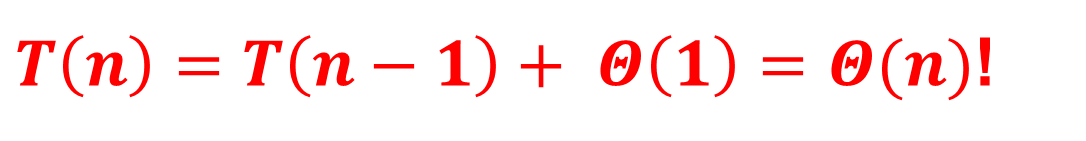 T(n) = T(n − 1) + Θ(1) = Θ(n)!